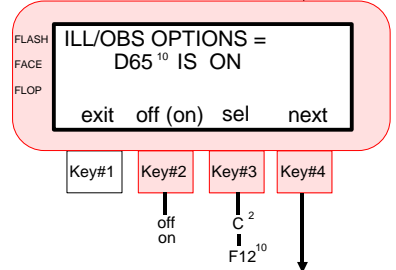 FLASH
FACE
FLOP
ILL/OBS OPTIONS =
D65 10 IS ON
exit off (on) sel next
Key#1 Key#2 Key#3 Key#4
off
on
C 2
F12 10